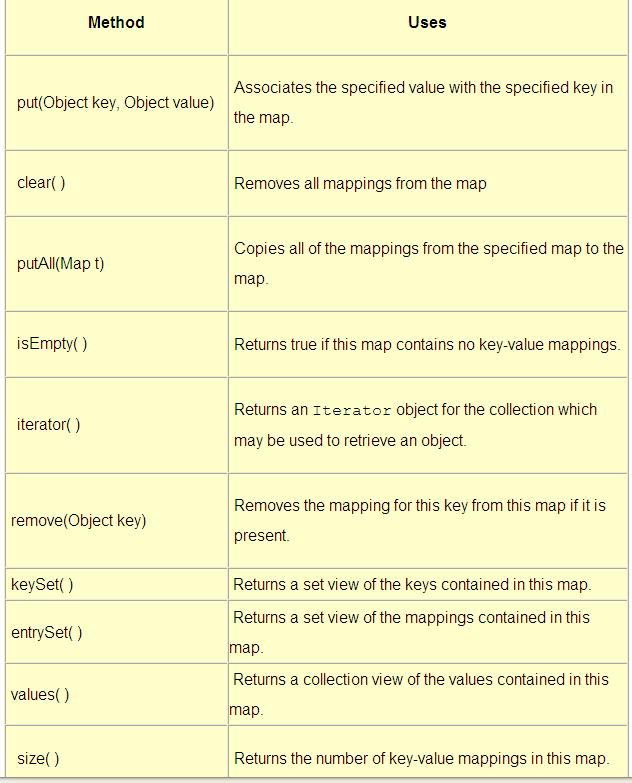 Method Uses
put(Object key, Object value) Associates the specified value with the specified key in
the map.
clear( ) Removes all mappings from the map
putAll(Map t) Copies all of the mappings from the specified map to the
map.
isEmpty( ) Returns true if this map contains no key-value mappings.
iterator( ) Returns an Iterator object for the collection which
may be used to retrieve an object.
remove(Object key) Removes the mapping for this key from this map if it is
present.
keySet( ) Returns a set view of the keys contained in this map.
entrySet( ) Returns a set view of the mappings contained in this
map.
values( ) Returns a collection view of the values contained in this
map.
size( ) Returns the number of key-value mappings in this map.